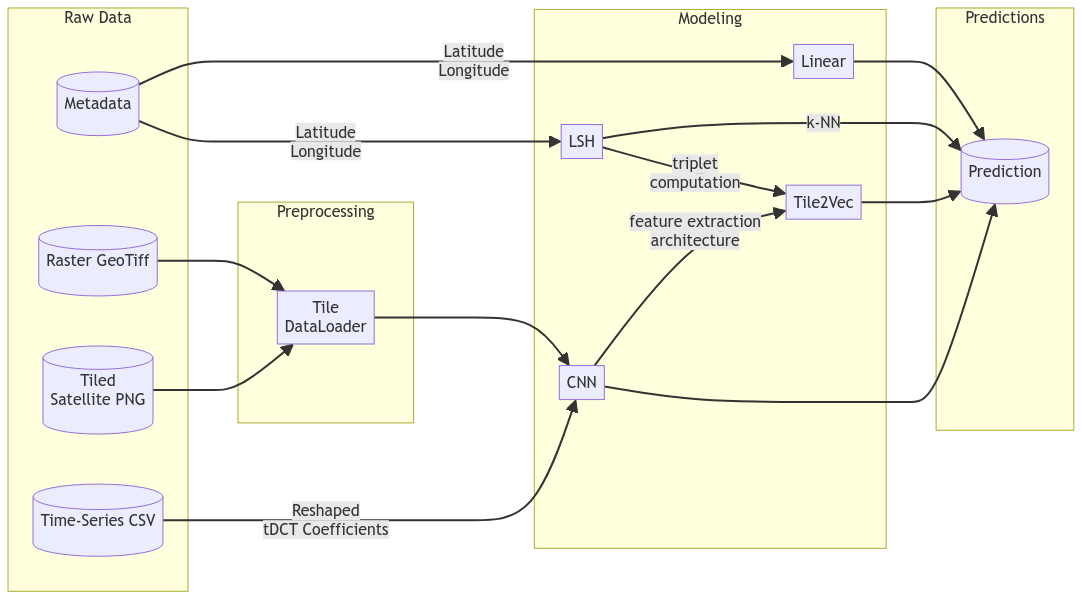 Raw Data
Metadata
Raster GeoTiff
Tiled
Satellite PNG
Time-Series CSV
Latitude
Longitude
Latitude
Longitude
Preprocessing
Tile
DataLoader
Reshaped
tDCT Coefficients
Modeling
Linear
LSH
k-NN
triplet
computation
Tile2Vec
feature extraction
architecture
CNN
Predictions
Prediction